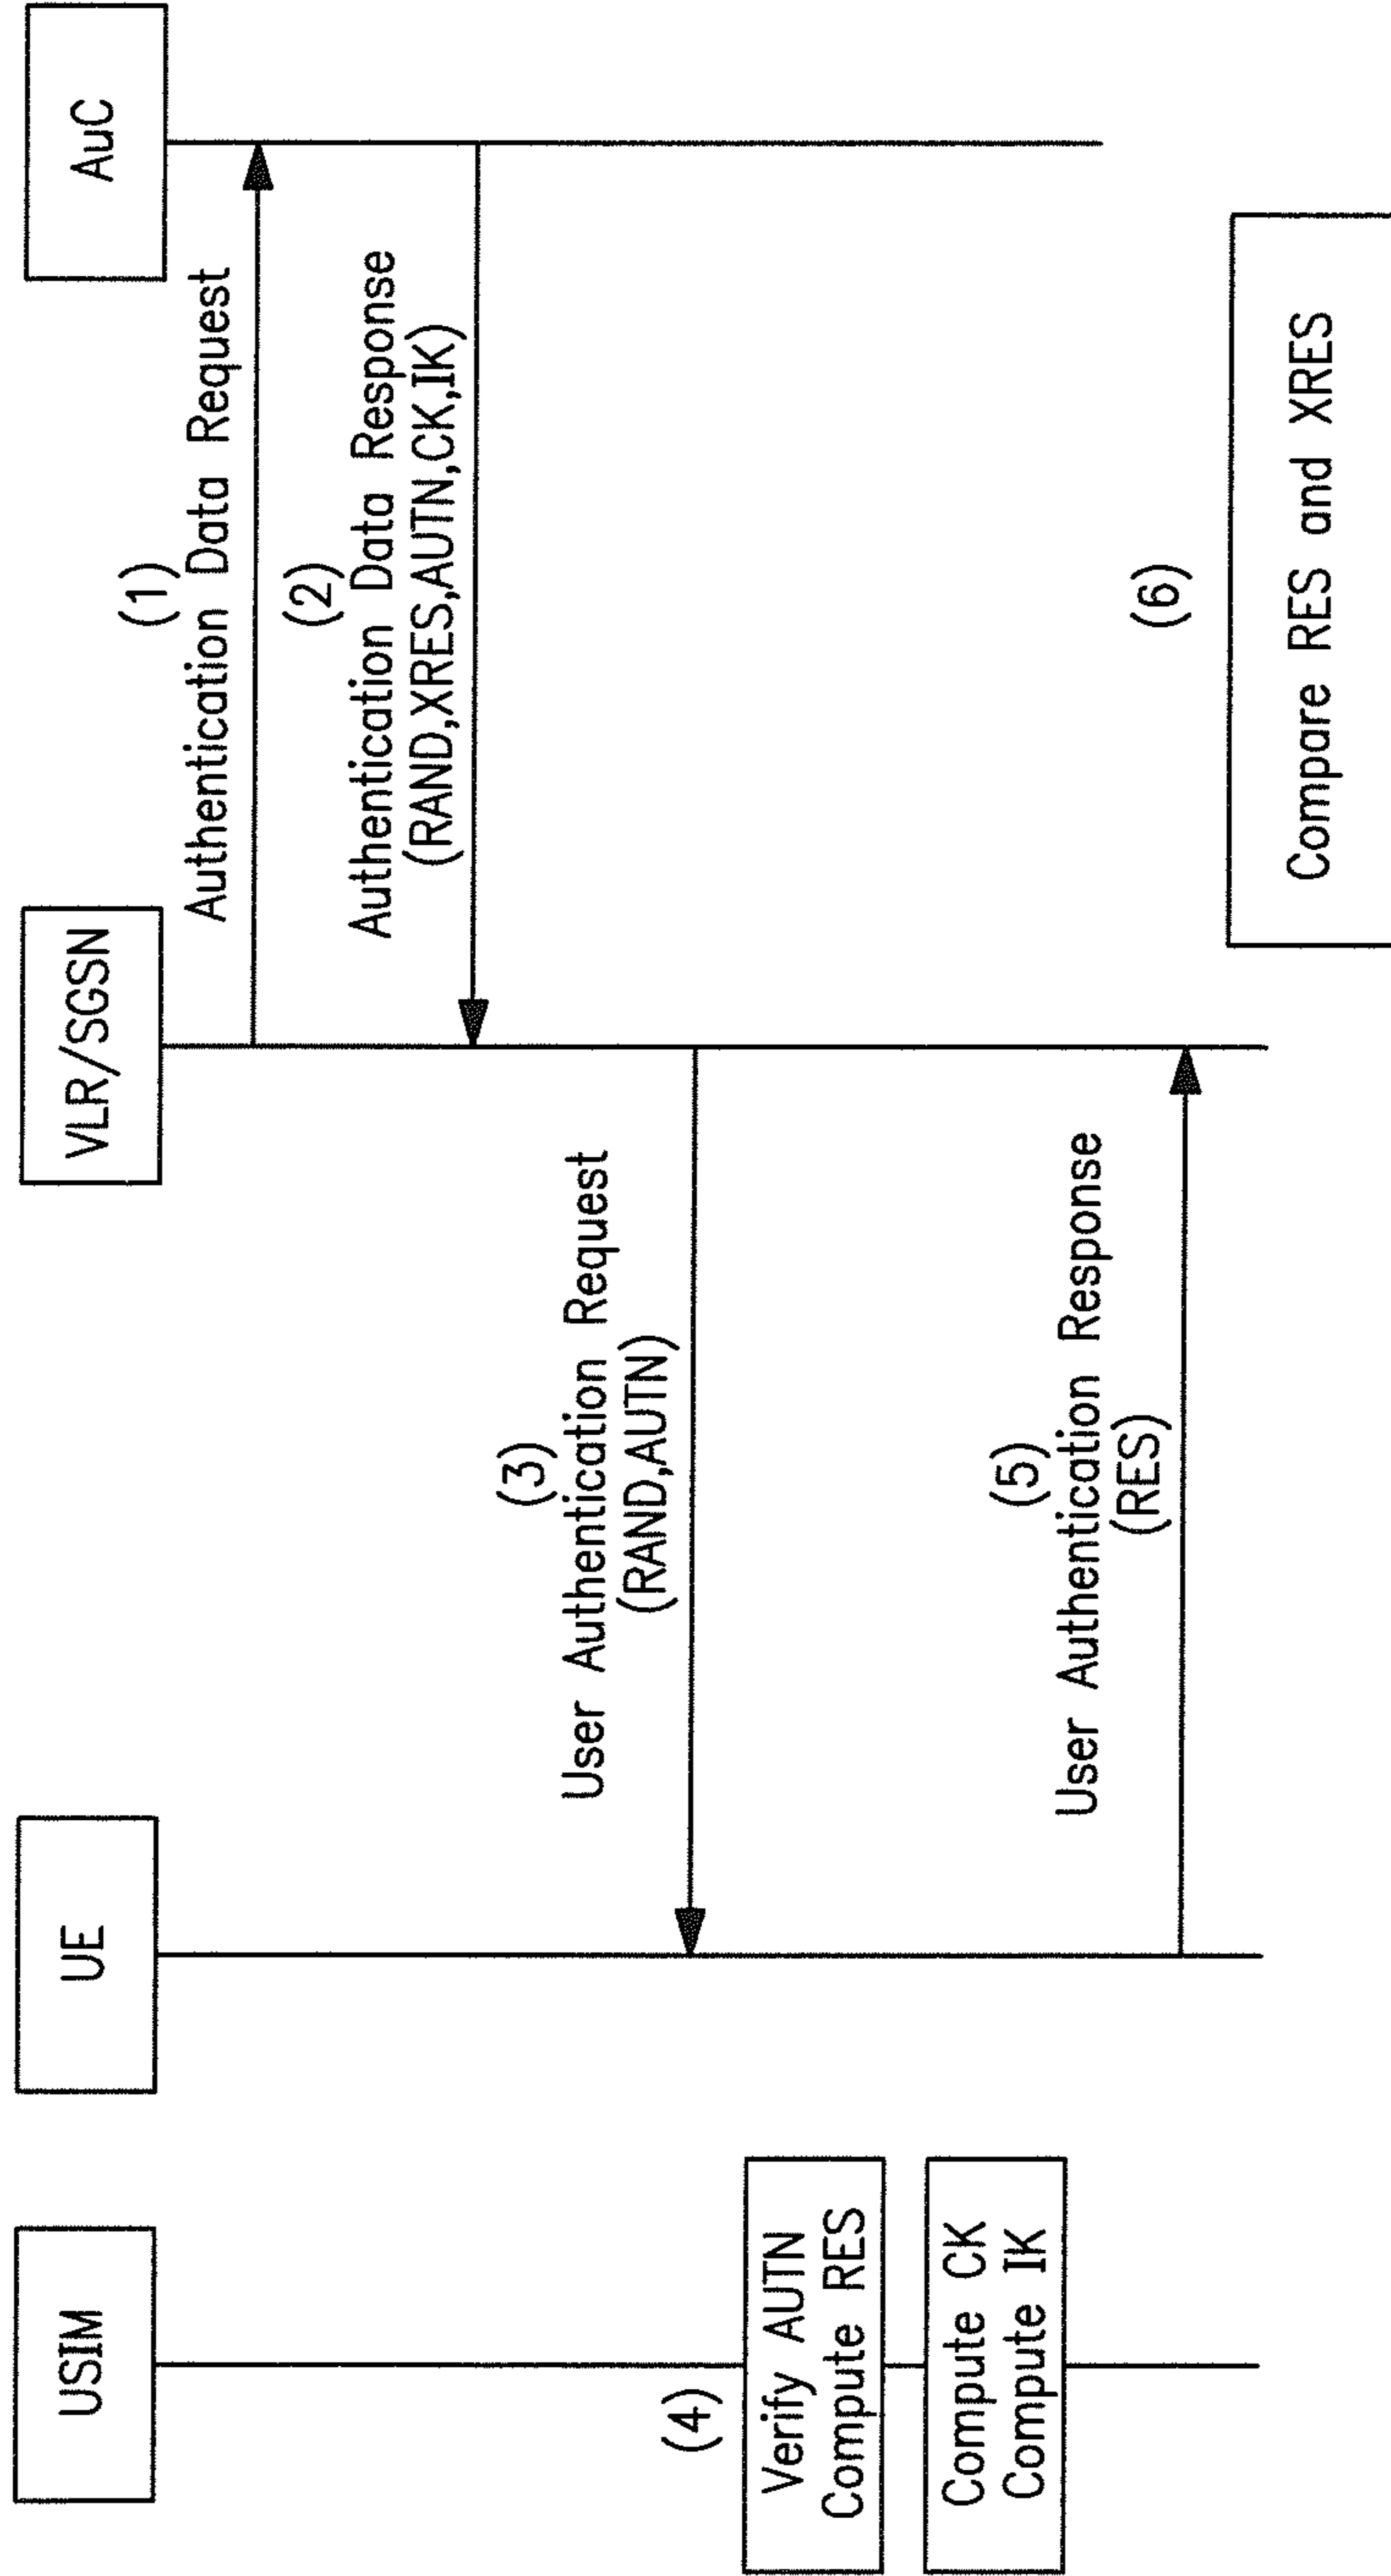 USIM
UE
VLR/SGSN
AuC
(1)
Authentication Data Request
(2)
Authentication Data Response
(RAND,XRES,AUTN,CK,IK)
(3)
User Authentication Request
(RAND,AUTN)
(4)
Verify AUTN
Compute RES
Compute CK
Compute IK
(5)
User Authentication Response
(RES)
(6)
Compare RES and XRES